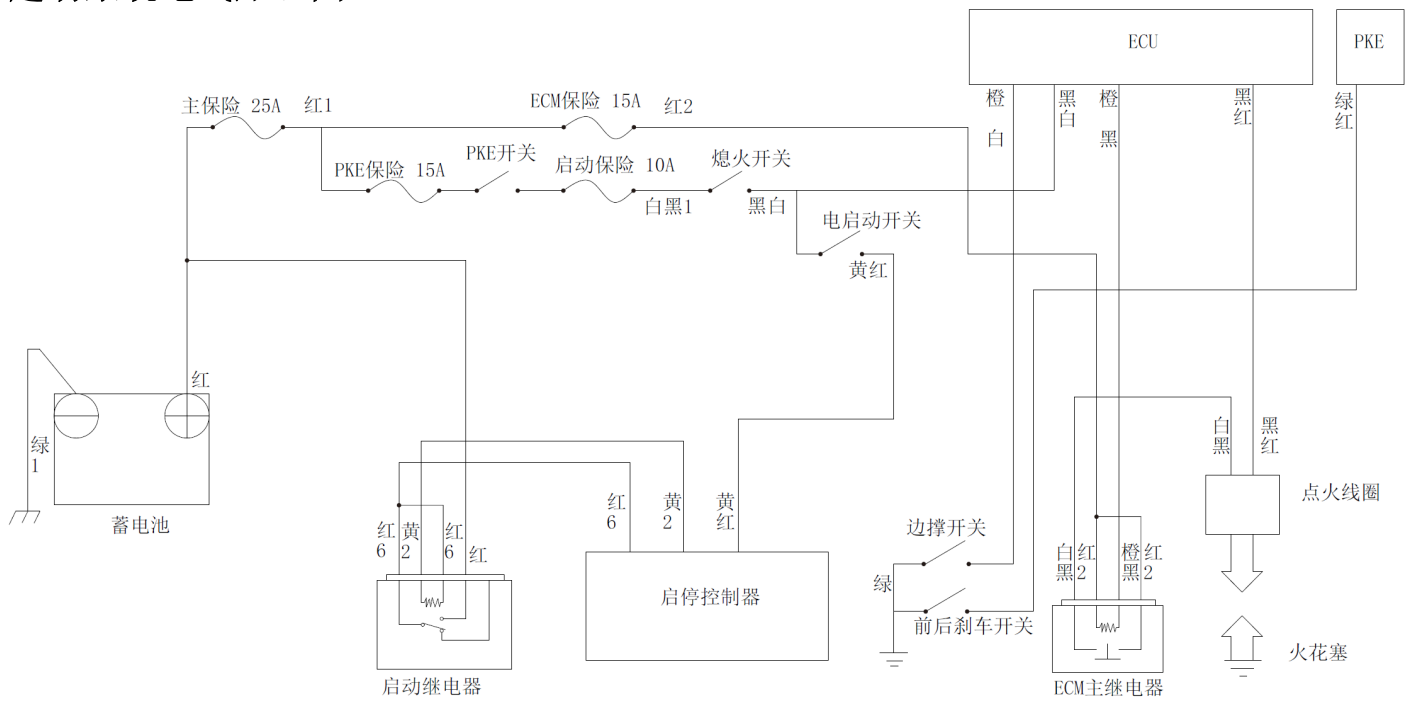 ECU
PKE
主保险 25A
红1
ECM保险 15A
红2
橙白
黑白
橙黑
黑红
绿红
PKE保险 15A
PKE开关
启动保险 10A
熄火开关
白黑1
黑白
电启动开关
黄红
红
绿1
蓄电池
白黑
黑红
点火线圈
红6
黄2
黄红
红6
黄2
红6
红
边撑开关
绿
前后刹车开关
白黑
红2
橙黑
红2
启停控制器
火花塞
启动继电器
ECM主继电器